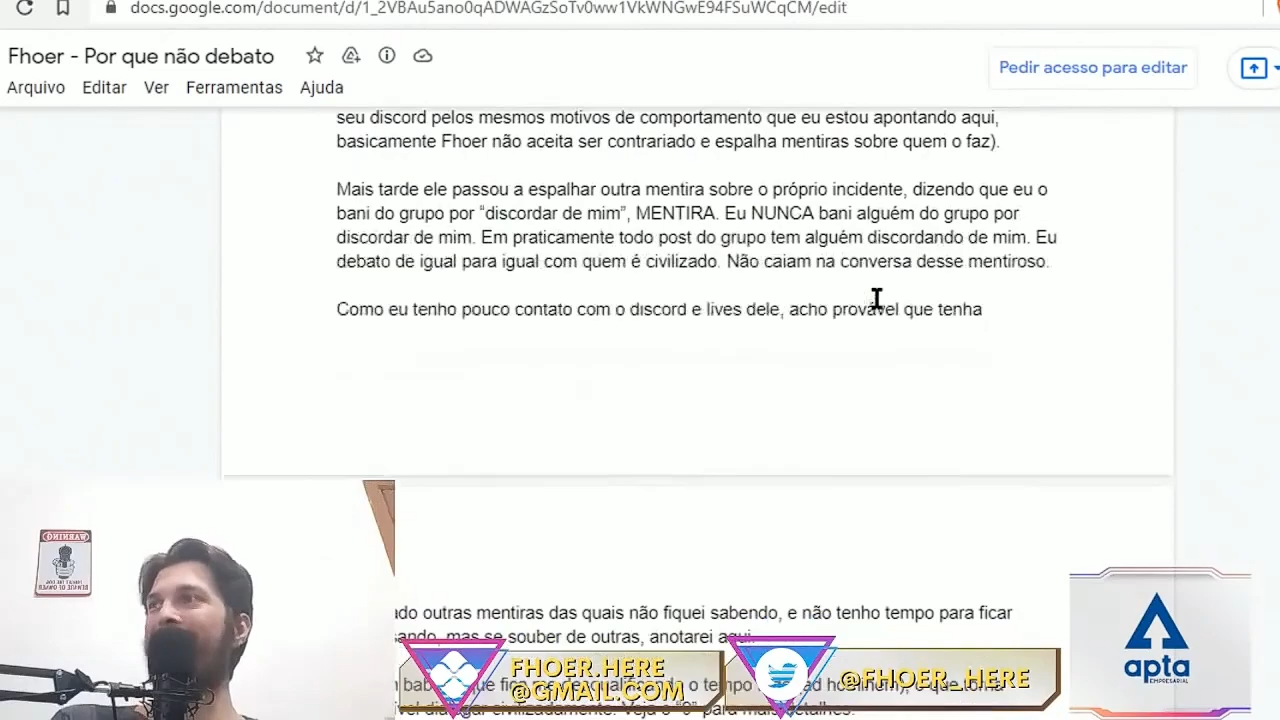 docs.google.com/document/d/1_2VBAu5ano0qADWAGzSoTv0ww1VkWNGwE94FSuWCqCM/edit
Fhoer - Por que não debato
Pedir acesso para editar
Arquivo Editar Ver Ferramentas Ajuda
seu discord pelos mesmos motivos de comportamento que eu estou apontando aqui,
basicamente Fhoer não aceita ser contrariado e espalha mentiras sobre quem o faz).
Mais tarde ele passou a espalhar outra mentira sobre o próprio incidente, dizendo que eu o
bani do grupo por “discordar de mim”, MENTIRA. Eu NUNCA bani alguém do grupo por
discordar de mim. Em praticamente todo post do grupo tem alguém discordando de mim. Eu
debato de igual para igual com quem é civilizado. Não caiam na conversa desse mentiroso.
Como eu tenho pouco contato com o discord e lives dele, acho provável que tenha
ado outras mentiras das quais não fiquei sabendo, e não tenho tempo para ficar
mas se souber de outras, anotarei aqui.
FHOER.HERE
@GMAIL.COM
@FHOER_HERE
para mais detalhes.
WARNING
apta
EMPRESARIAL